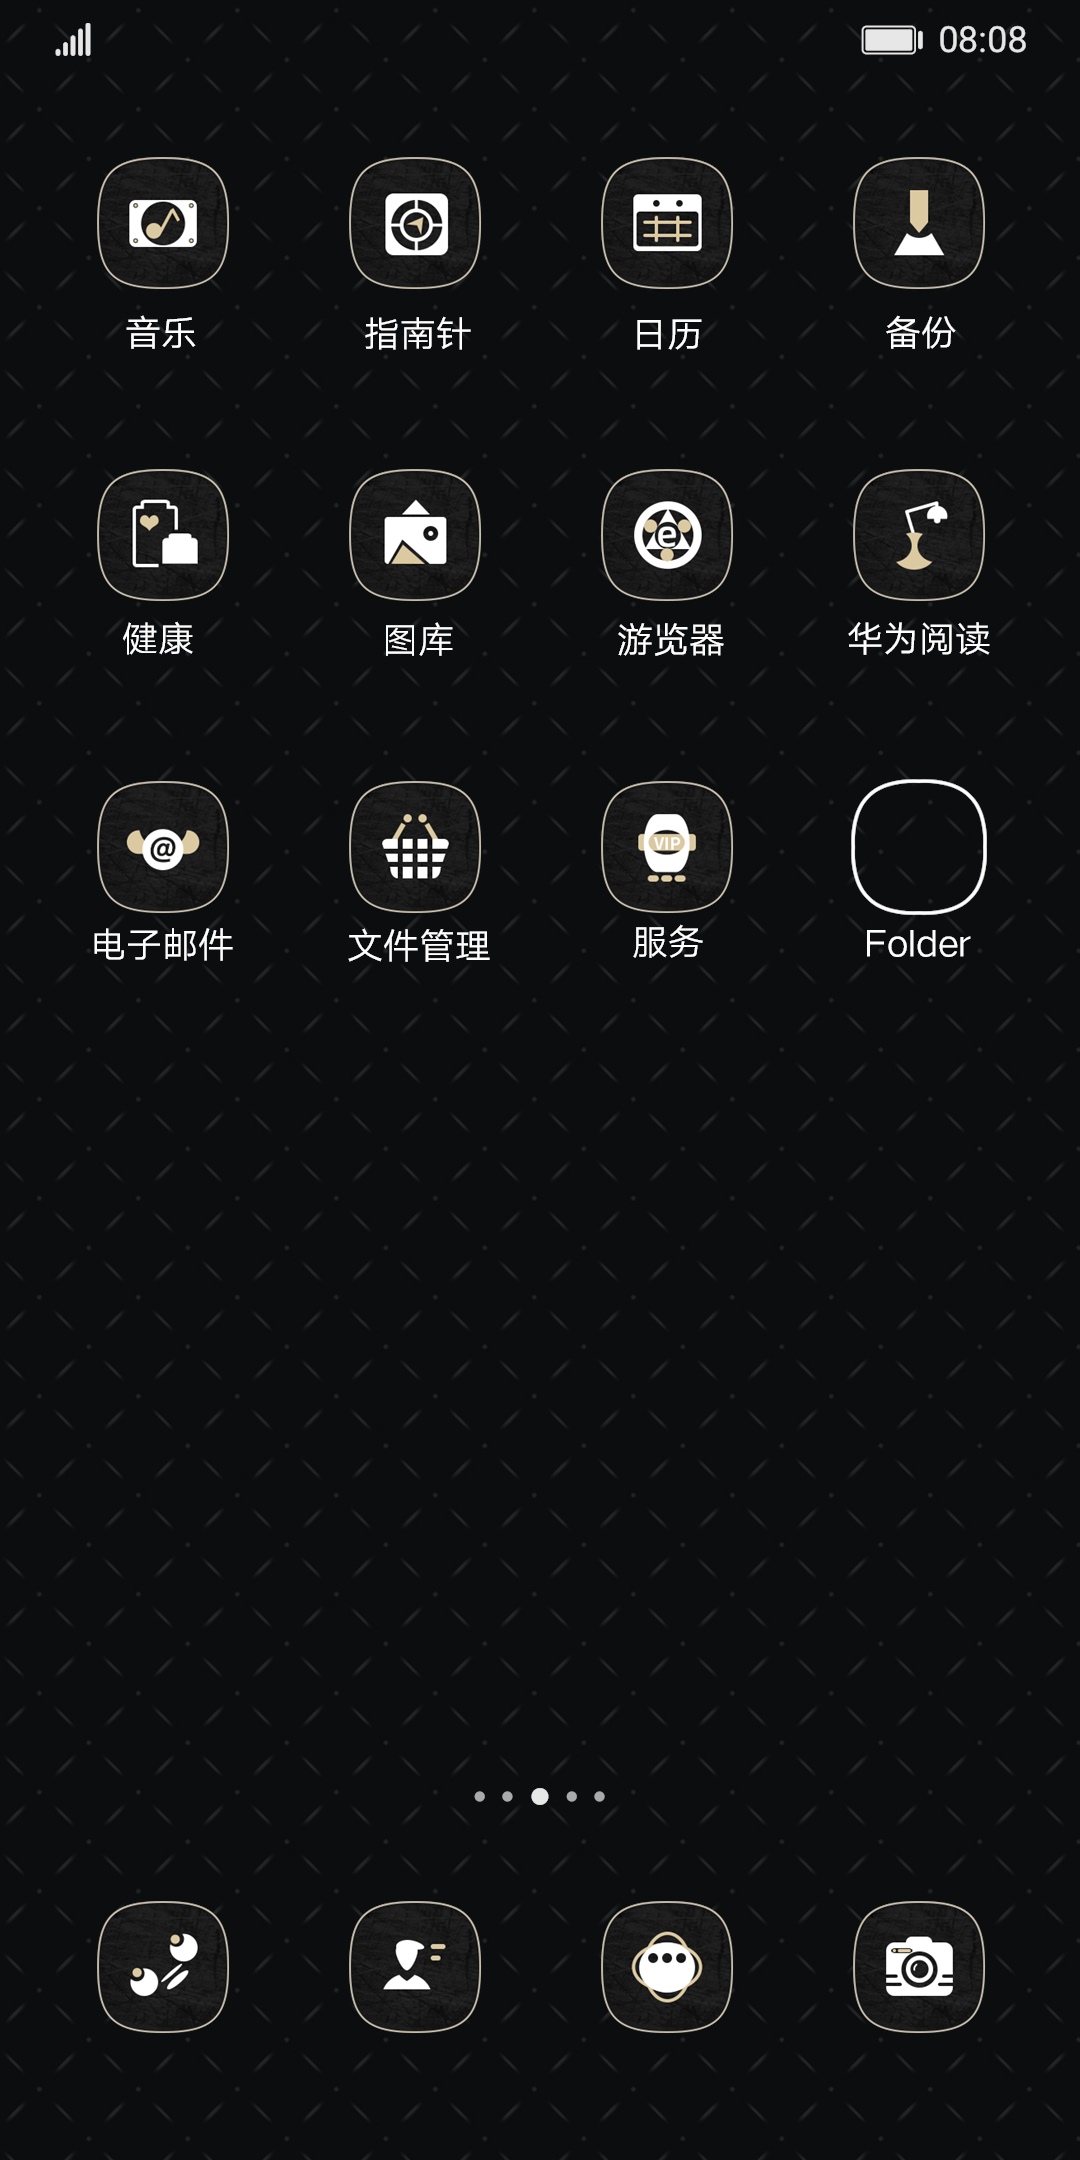 08:08
音乐 指南针 日历 备份
健康 图库 游览器 华为阅读
@ VIP
电子邮件 文件管理 服务 Folder